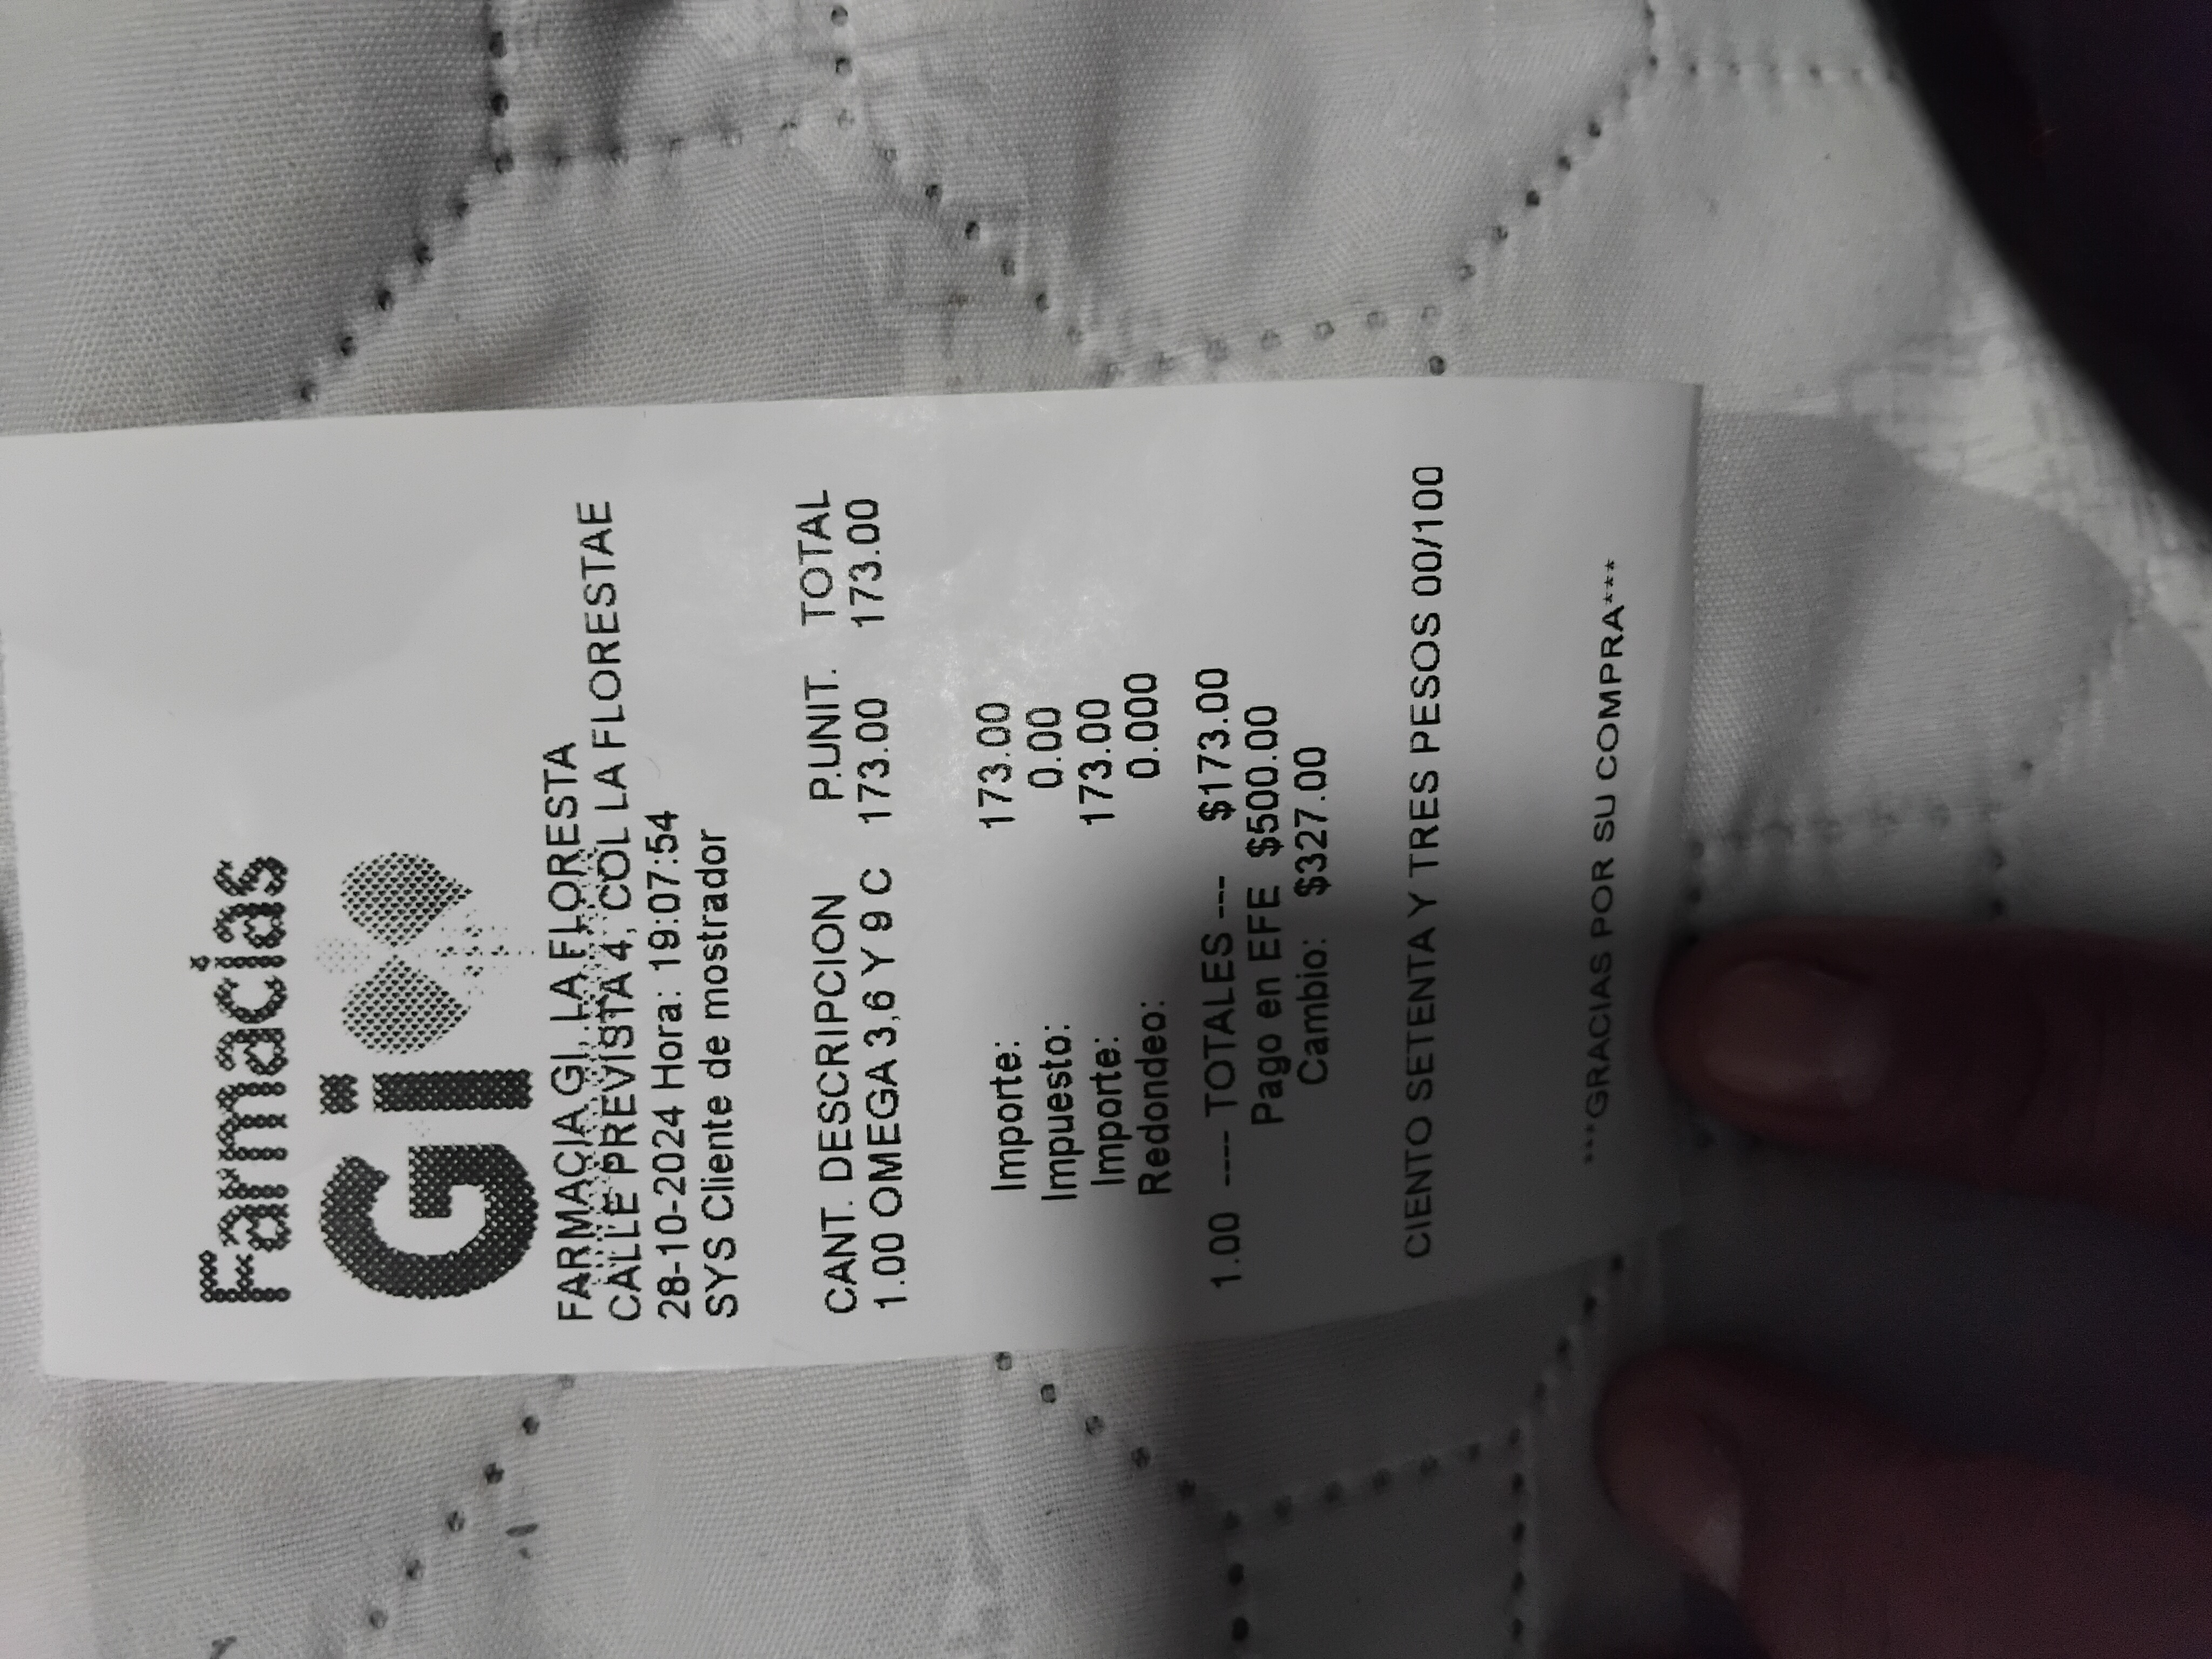 Farmacias
Gi
FARMACIA GI, LA FLORESTA
CALLE PREVISTA 4, COL LA FLORESTAE
28-10-2024 Hora: 19:07:54
SYS Cliente de mostrador
CANT. DESCRIPCION P.UNIT. TOTAL
1.00 OMEGA 3,6 Y 9 C 173.00 173.00
Importe: 173.00
Impuesto: 0.00
Importe: 173.00
Redondeo: 0.000
1.00 ---- TOTALES --- $173.00
Pago en EFE $500.00
Cambio: $327.00
CIENTO SETENTA Y TRES PESOS 00/100
***GRACIAS POR SU COMPRA***